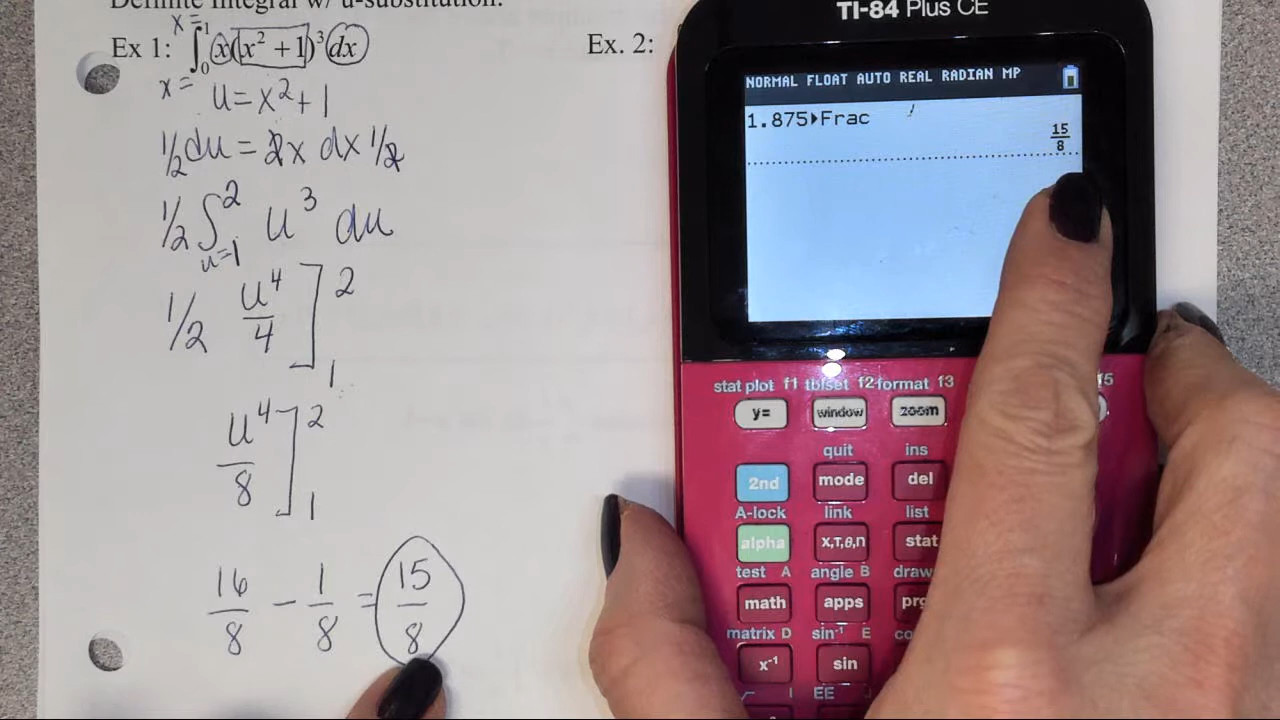 Definite Integral w/ u-substitution:
x=
Ex 1: ∫₀¹ x(x² + 1)³dx
x=
Ex. 2:
u = x² + 1
1/2 du = 2x dx 1/2
1/2 ∫ᵤ₌₁² u³ du
1/2 u⁴/4 ]₁²
u⁴/8 ]₁²
16/8 − 1/8 = 15/8
TI-84 Plus CE
NORMAL FLOAT AUTO REAL RADIAN MP
1.875▸Frac
15/8
stat plot f1 tblset f2 format f3
y= window zoom
quit ins
2nd mode del
A-lock link list
alpha X,T,θ,n stat
test A angle B draw
math apps
matrix D sin⁻¹ E
x⁻¹ sin
EE